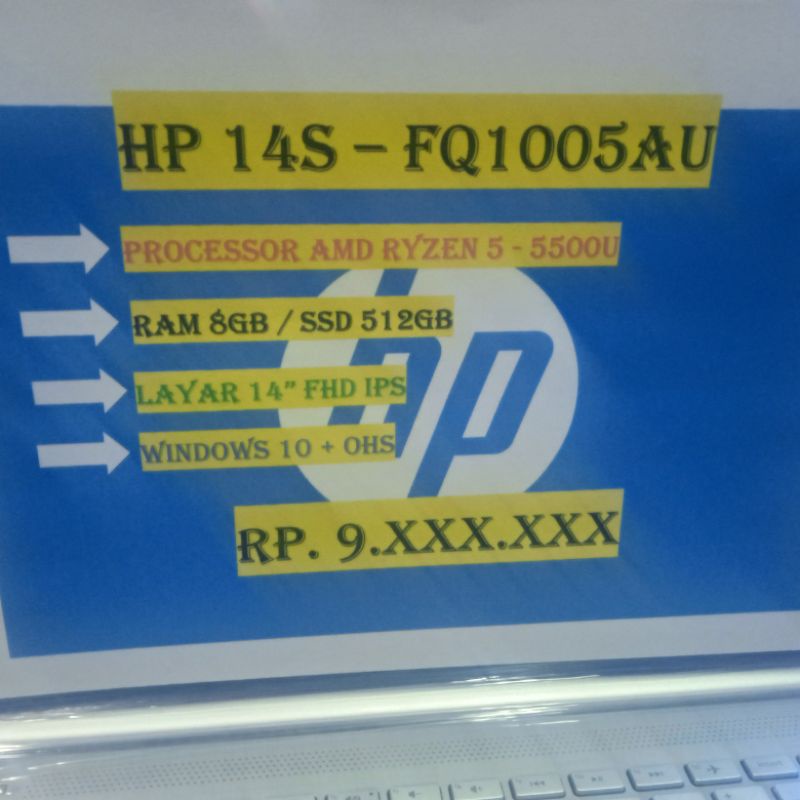 HP 14S – FQ1005AU
PROCESSOR AMD RYZEN 5 - 5500U
RAM 8GB / SSD 512GB
LAYAR 14" FHD IPS
WINDOWS 10 + OHS
hp
RP. 9.XXX.XXX